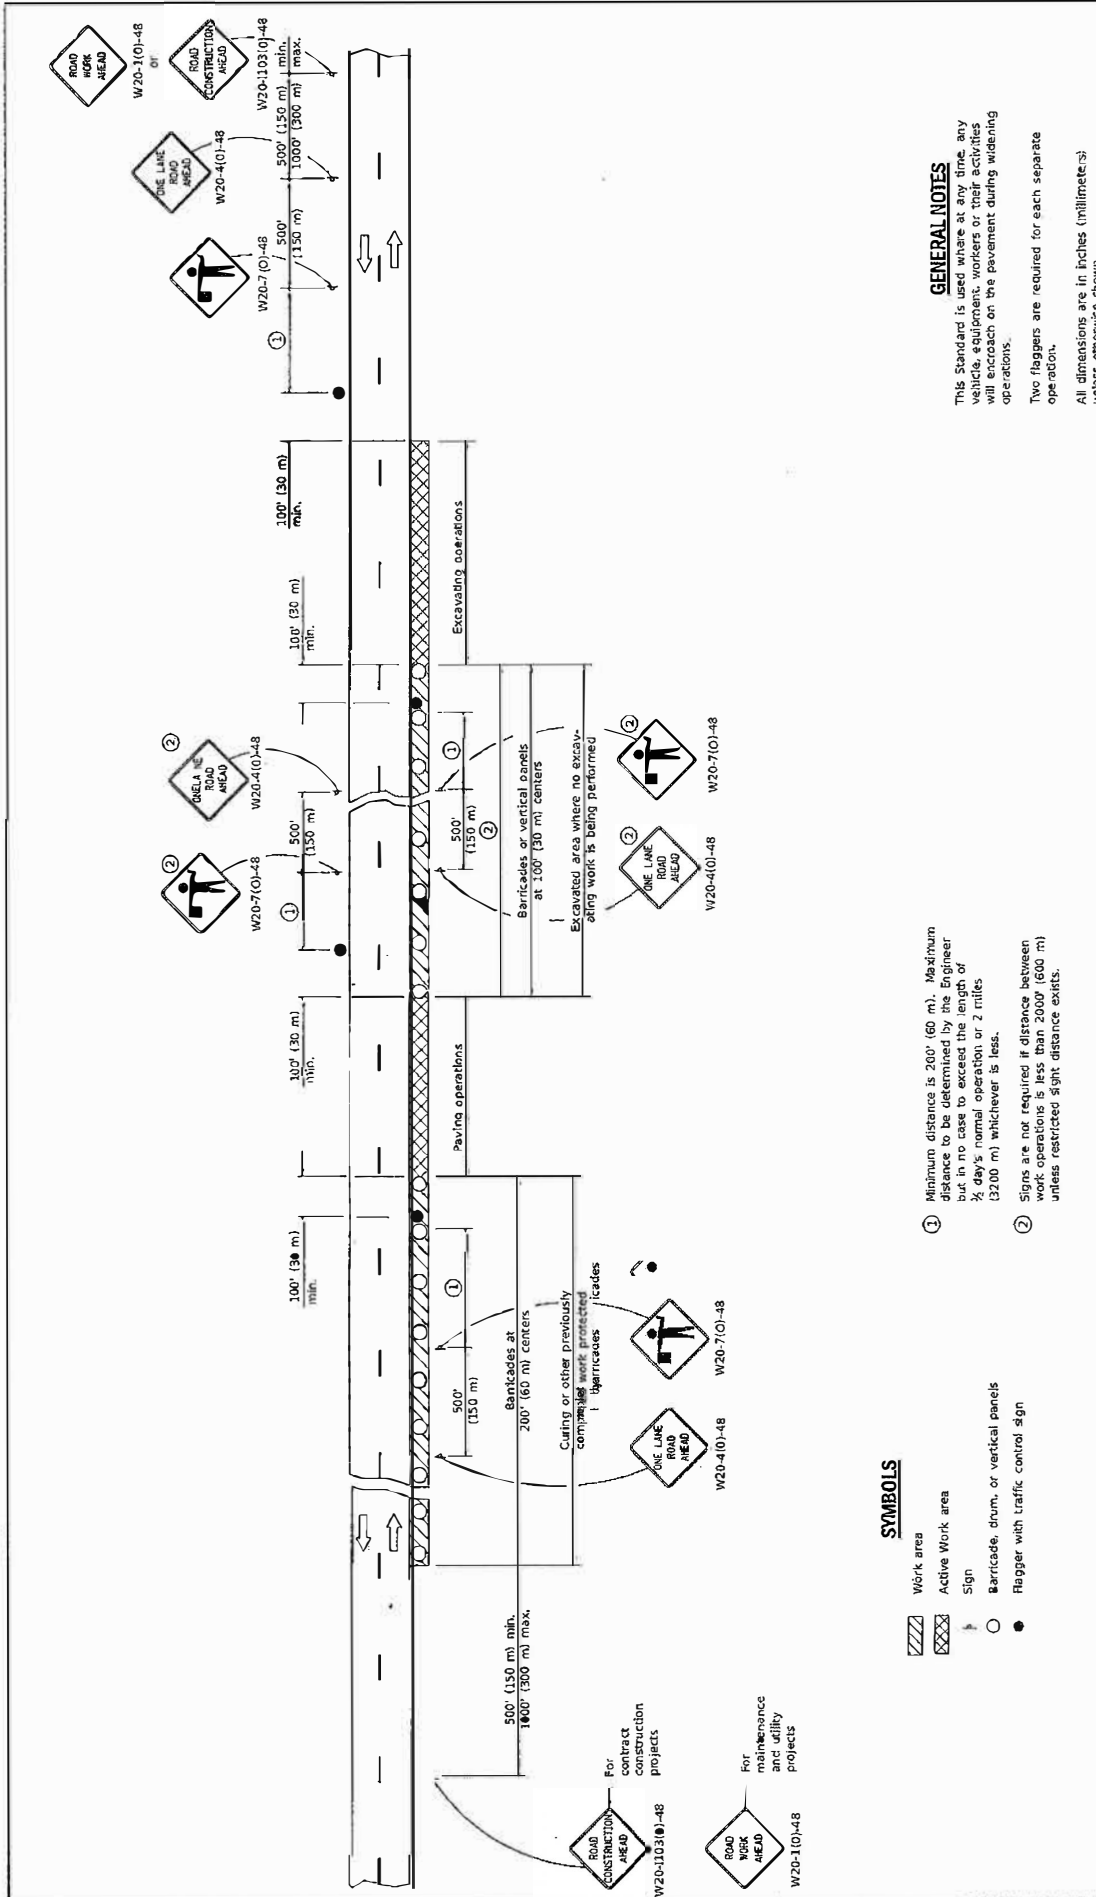 ROAD
WORK
AHEAD
W20-1(O)-48
or
ROAD
CONSTRUCTION
AHEAD
W20-I103(O)-48
ONE LANE
ROAD
AHEAD
W20-4(O)-48
W20-7(O)-48
500' (150 m) min.
1000' (300 m) max.
500'
(150 m)
①
100' (30 m)
min.
100' (30 m)
min.
②
ONELA NE
ROAD
AHEAD
W20-4(O)-48
②
W20-7(O)-48
500'
(150 m)
①
100' (30 m)
min.
100' (30 m)
min.
Excavating operations
①
500'
(150 m)
②
Barricades or vertical panels
at 100' (30 m) centers
Excavated area where no excav-
ating work is being performed
②
W20-7(O)-48
②
ONE LANE
ROAD
AHEAD
W20-4(O)-48
Paving operations
①
500'
(150 m)
Barricades at
200' (60 m) centers
Curing or other previously
work protected
barricades
W20-7(O)-48
ONE LANE
ROAD
AHEAD
W20-4(O)-48
500' (150 m) min.
1000' (300 m) max.
ROAD
CONSTRUCTION
AHEAD
W20-I103(O)-48
For
contract
construction
projects
ROAD
WORK
AHEAD
W20-1(O)-48
For
maintenance
and utility
projects
SYMBOLS
Work area
Active Work area
Sign
Barricade, drum, or vertical panels
Flagger with traffic control sign
① Minimum distance is 200' (60 m). Maximum
distance to be determined by the Engineer
but in no case to exceed the length of
½ day's normal operation or 2 miles
(3200 m) whichever is less.
② Signs are not required if distance between
work operations is less than 2000' (600 m)
unless restricted sight distance exists.
GENERAL NOTES
This Standard is used where at any time, any
vehicle, equipment, workers or their activities
will encroach on the pavement during widening
operations.
Two flaggers are required for each separate
operation.
All dimensions are in inches (millimeters)
unless otherwise shown.